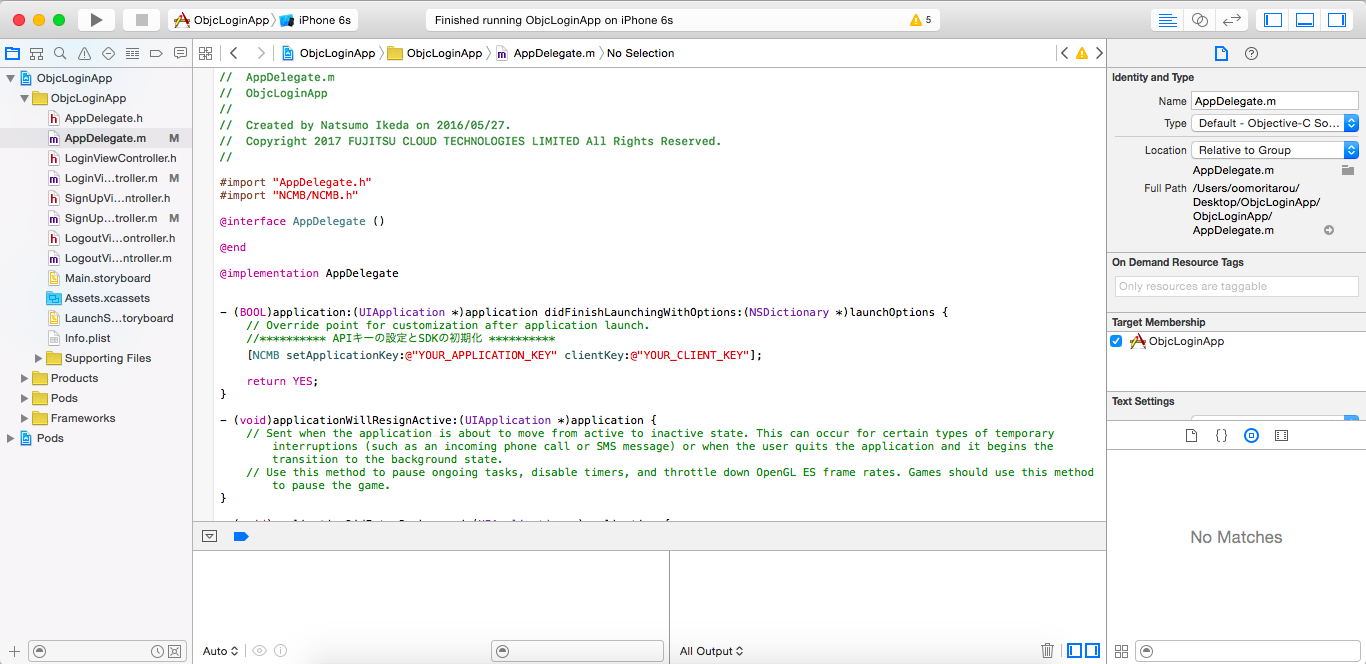 ObjcLoginApp iPhone 6s
Finished running ObjcLoginApp on iPhone 6s
5
ObjcLoginApp ObjcLoginApp AppDelegate.m No Selection
ObjcLoginApp
ObjcLoginApp
AppDelegate.h
AppDelegate.m M
LoginViewController.h
LoginVi...troller.m M
SignUpVi...ntroller.h
SignUp...troller.m M
LogoutVi...ontroller.h
LogoutVi...ntroller.m
Main.storyboard
Assets.xcassets
LaunchS...toryboard
Info.plist
Supporting Files
Products
Pods
Frameworks
Pods
// AppDelegate.m
// ObjcLoginApp
//
// Created by Natsumo Ikeda on 2016/05/27.
// Copyright 2017 FUJITSU CLOUD TECHNOLOGIES LIMITED All Rights Reserved.
//
#import "AppDelegate.h"
#import "NCMB/NCMB.h"
@interface AppDelegate ()
@end
@implementation AppDelegate
- (BOOL)application:(UIApplication *)application didFinishLaunchingWithOptions:(NSDictionary *)launchOptions {
// Override point for customization after application launch.
//********** APIキーの設定とSDKの初期化 **********
[NCMB setApplicationKey:@"YOUR_APPLICATION_KEY" clientKey:@"YOUR_CLIENT_KEY"];
return YES;
}
- (void)applicationWillResignActive:(UIApplication *)application {
// Sent when the application is about to move from active to inactive state. This can occur for certain types of temporary
interruptions (such as an incoming phone call or SMS message) or when the user quits the application and it begins the
transition to the background state.
// Use this method to pause ongoing tasks, disable timers, and throttle down OpenGL ES frame rates. Games should use this method
to pause the game.
}
Auto
All Output
Identity and Type
Name AppDelegate.m
Type Default - Objective-C So...
Location Relative to Group
AppDelegate.m
Full Path /Users/oomoritarou/
Desktop/ObjcLoginApp/
ObjcLoginApp/
AppDelegate.m
On Demand Resource Tags
Only resources are taggable
Target Membership
ObjcLoginApp
Text Settings
No Matches